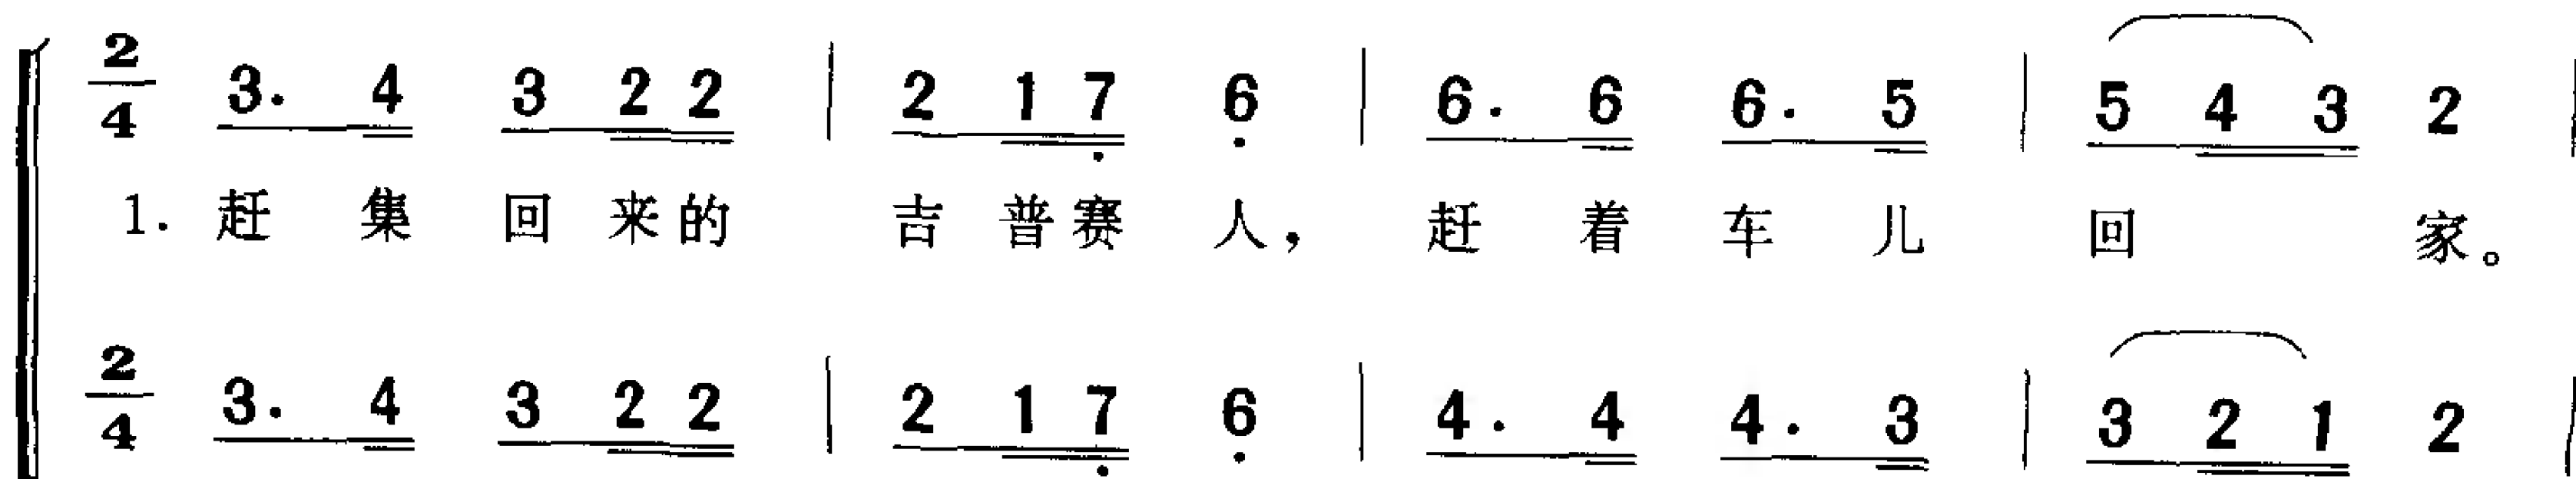 2/4 3. 4 3 2 2 | 2 1 7̣ 6̣ | 6. 6 6. 5 | 5 4 3 2 |
1. 赶 集 回 来 的 吉 普 赛 人， 赶 着 车 儿 回 家。
2/4 3. 4 3 2 2 | 2 1 7̣ 6̣ | 4. 4 4. 3 | 3 2 1 2 |